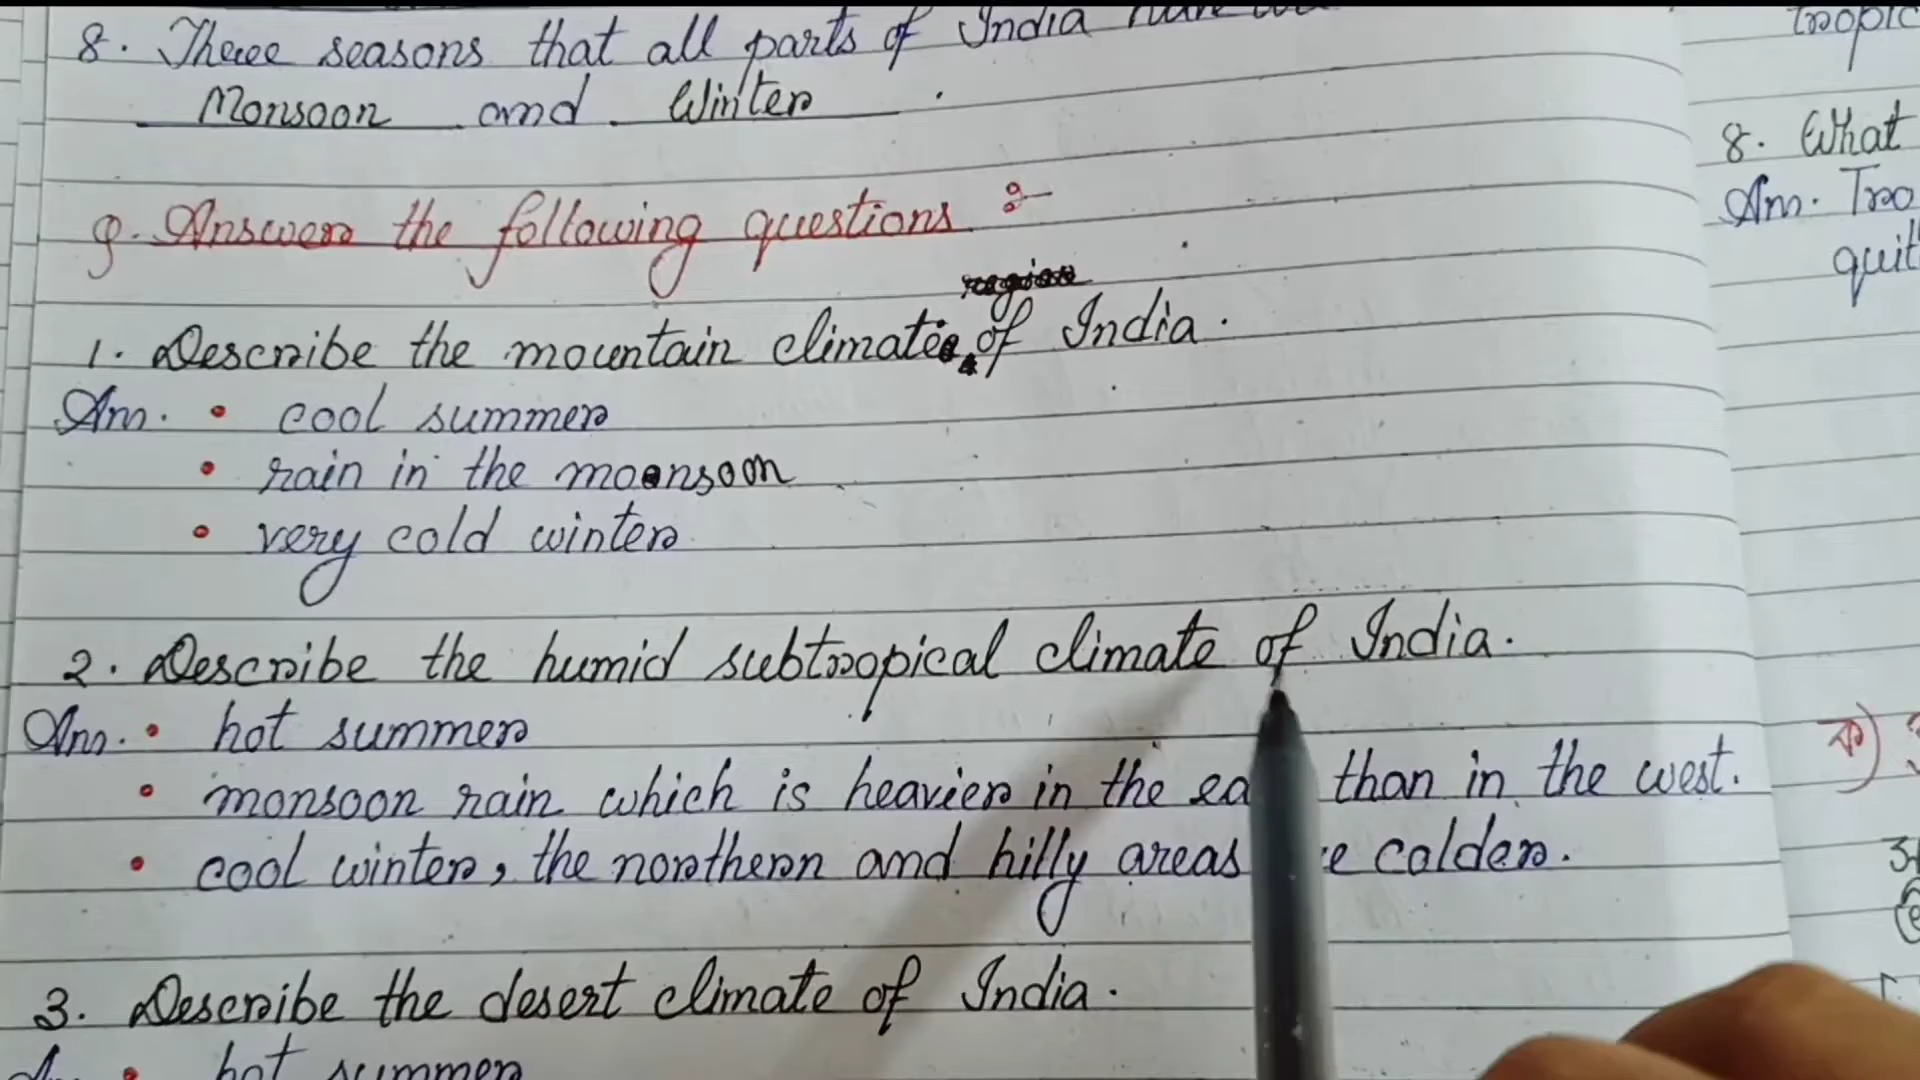 8. Three seasons that all parts of India have
Monsoon and Winter.
g. Answer the following questions :-
1. Describe the mountain climate of India.
Ans. • cool summer
• rain in the monsoon
• very cold winter
2. Describe the humid subtropical climate of India.
Ans. • hot summer
• monsoon rain which is heavier in the ea than in the west.
• cool winter, the northern and hilly areas e colder.
3. Describe the desert climate of India.
• hot summer
tropic
8. What
Ans. Tro
quit
ক)